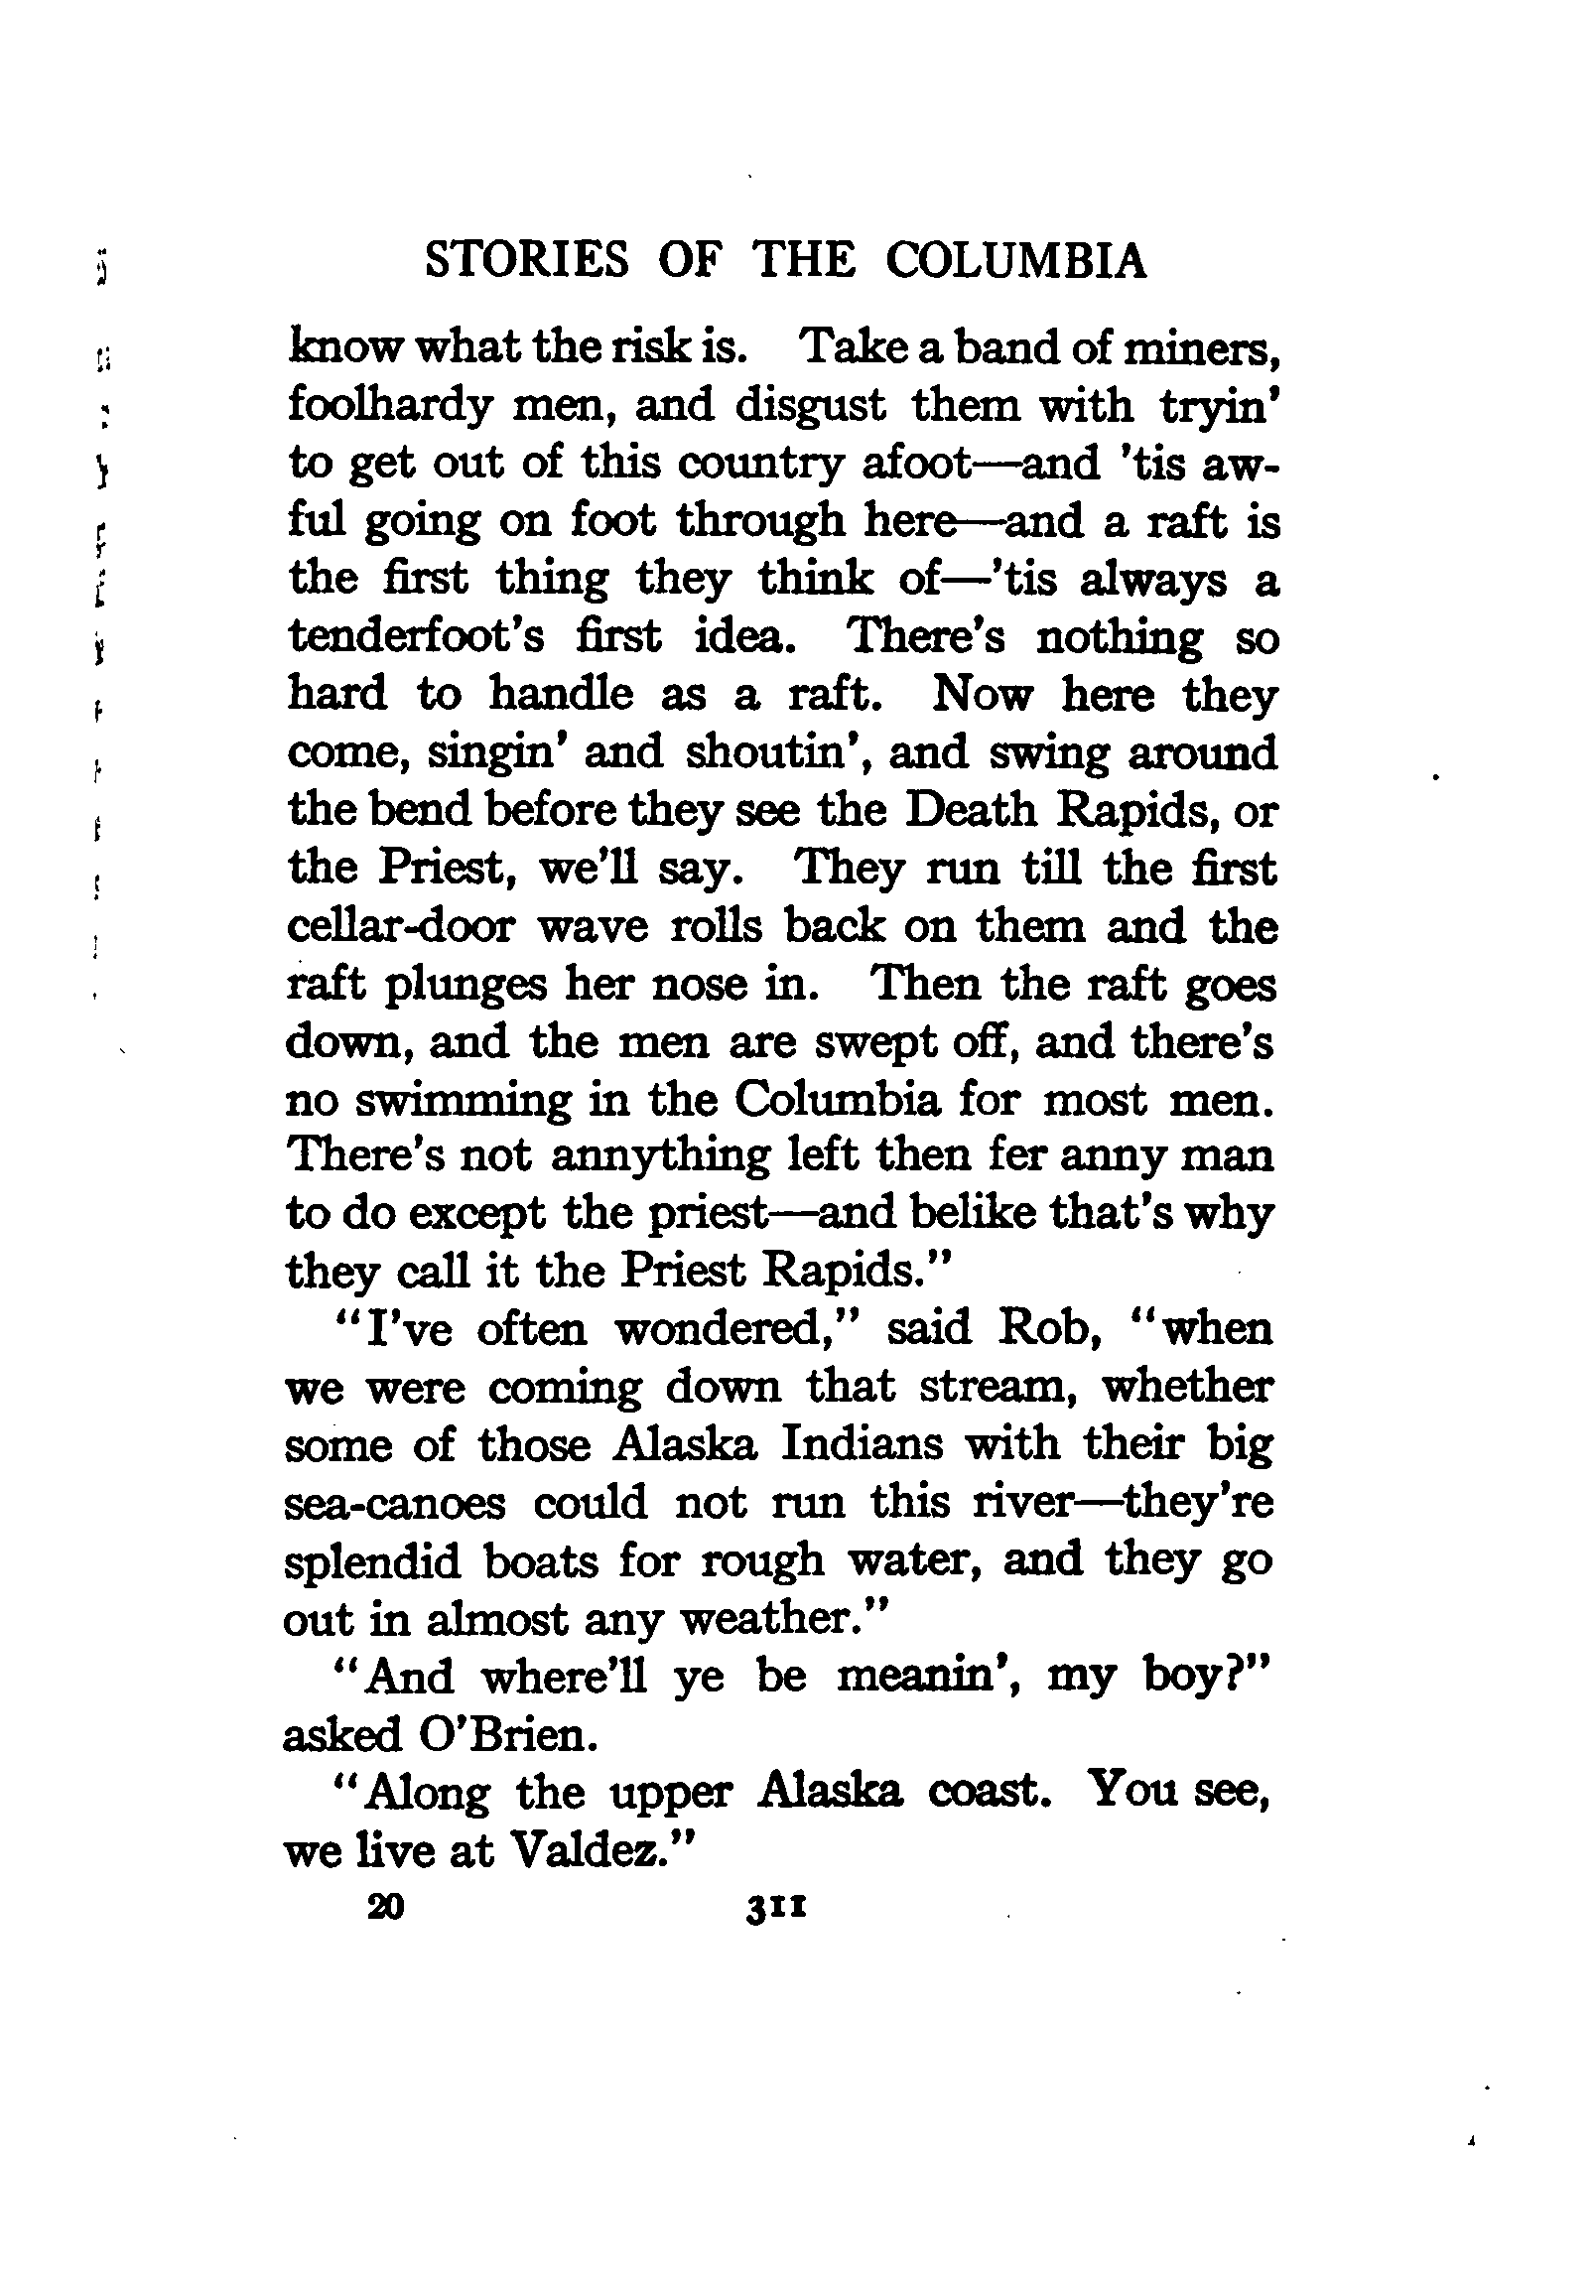 STORIES OF THE COLUMBIA
know what the risk is. Take a band of miners,
foolhardy men, and disgust them with tryin'
to get out of this country afoot—and 'tis aw-
ful going on foot through here—and a raft is
the first thing they think of—'tis always a
tenderfoot's first idea. There's nothing so
hard to handle as a raft. Now here they
come, singin' and shoutin', and swing around
the bend before they see the Death Rapids, or
the Priest, we'll say. They run till the first
cellar-door wave rolls back on them and the
raft plunges her nose in. Then the raft goes
down, and the men are swept off, and there's
no swimming in the Columbia for most men.
There's not annything left then fer anny man
to do except the priest—and belike that's why
they call it the Priest Rapids."
"I've often wondered," said Rob, "when
we were coming down that stream, whether
some of those Alaska Indians with their big
sea-canoes could not run this river—they're
splendid boats for rough water, and they go
out in almost any weather."
"And where'll ye be meanin', my boy?"
asked O'Brien.
"Along the upper Alaska coast. You see,
we live at Valdez."
20 311